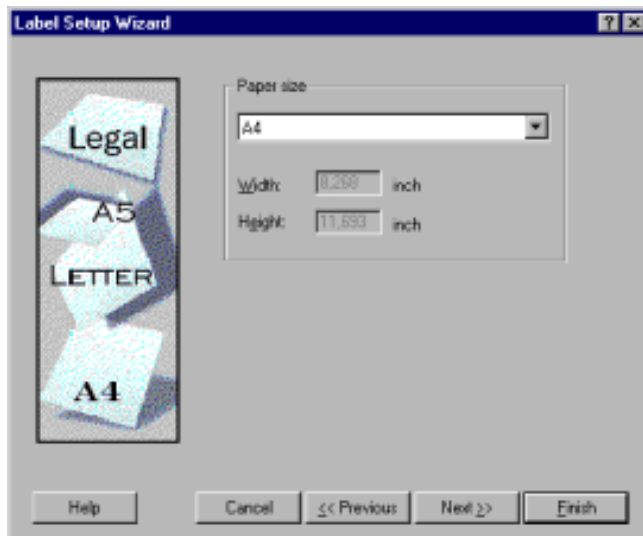 Label Setup Wizard
Legal
A5
LETTER
A4
Paper size
A4
Width: 8,268 inch
Height: 11,693 inch
Help Cancel << Previous Next >> Finish